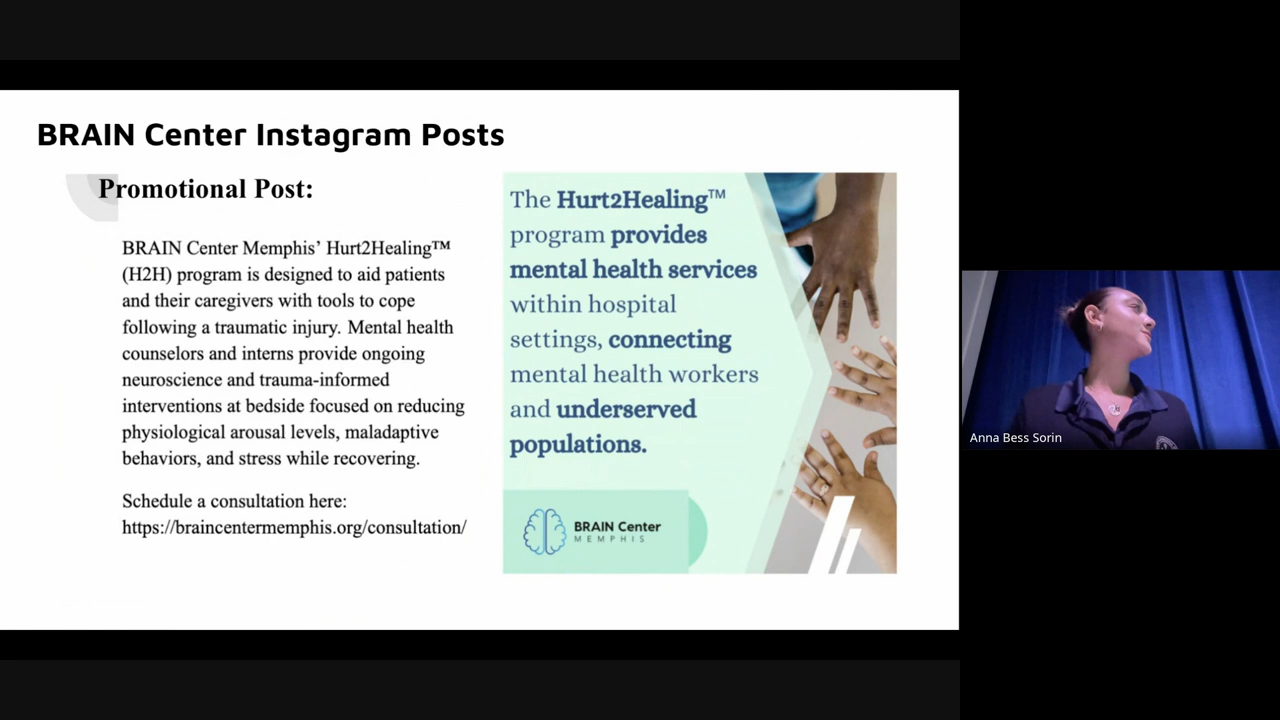 BRAIN Center Instagram Posts
Promotional Post:
BRAIN Center Memphis’ Hurt2Healing™
(H2H) program is designed to aid patients
and their caregivers with tools to cope
following a traumatic injury. Mental health
counselors and interns provide ongoing
neuroscience and trauma-informed
interventions at bedside focused on reducing
physiological arousal levels, maladaptive
behaviors, and stress while recovering.
Schedule a consultation here:
https://braincentermemphis.org/consultation/
The Hurt2Healing™
program provides
mental health services
within hospital
settings, connecting
mental health workers
and underserved
populations.
BRAIN Center
MEMPHIS
Anna Bess Sorin